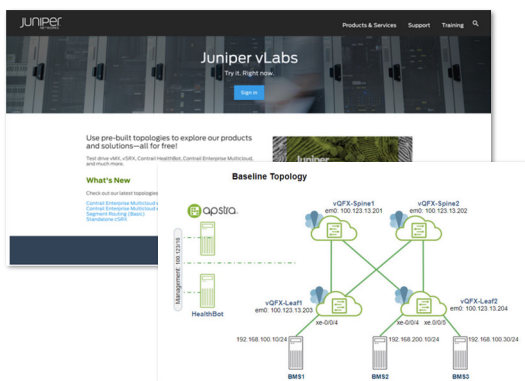 JUNIPER
NETWORKS
Products & Services
Support
Training
Juniper vLabs
Try it. Right now.
Sign in
Use pre-built topologies to explore our products
and solutions—all for free!
Test drive vMX, vSRX, Contrail HealthBot, Contrail Enterprise Multicloud,
and much more.
What's New
Check out our latest topologies
Contrail Enterprise Multicloud
Contrail Enterprise Multicloud
Segment Routing (Basic)
Standalone vSRX
Juniper
Baseline Topology
apstra.
Management: 100.123/16
HealthBot
vQFX-Spine1
em0: 100.123.13.201
vQFX-Spine2
em0: 100.123.13.202
vQFX-Leaf1
em0: 100.123.13.203
vQFX-Leaf2
em0: 100.123.13.204
xe-0/0/4
xe-0/0/4
xe-0/0/5
192.168.100.10/24
192.168.200.10/24
192.168.100.30/24
BMS1
BMS2
BMS3